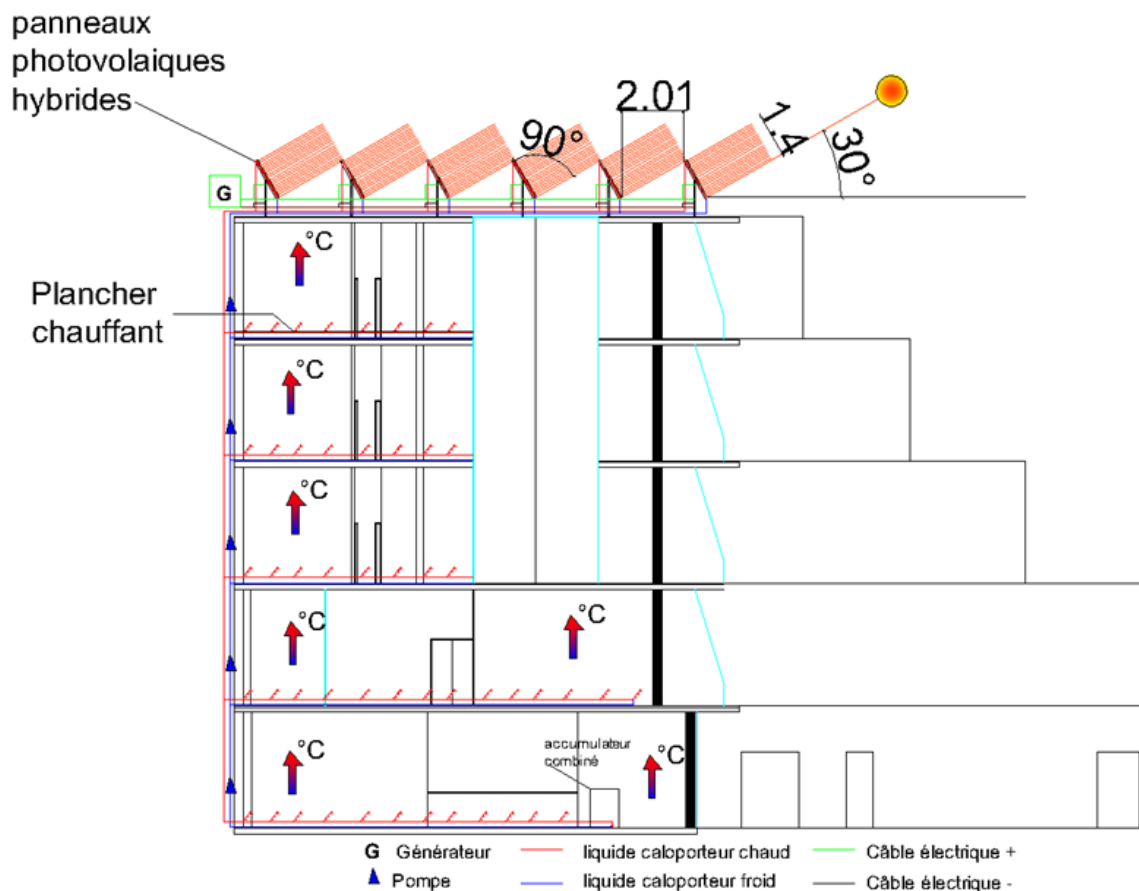 panneaux
photovolaiques
hybrides
2.01
90°
1.4
30°
G
°C
Plancher
chauffant
°C
°C
°C
°C
accumulateur
combiné
°C
°C
G Générateur
liquide caloporteur chaud
Câble électrique +
Pompe
liquide caloporteur froid
Câble électrique -